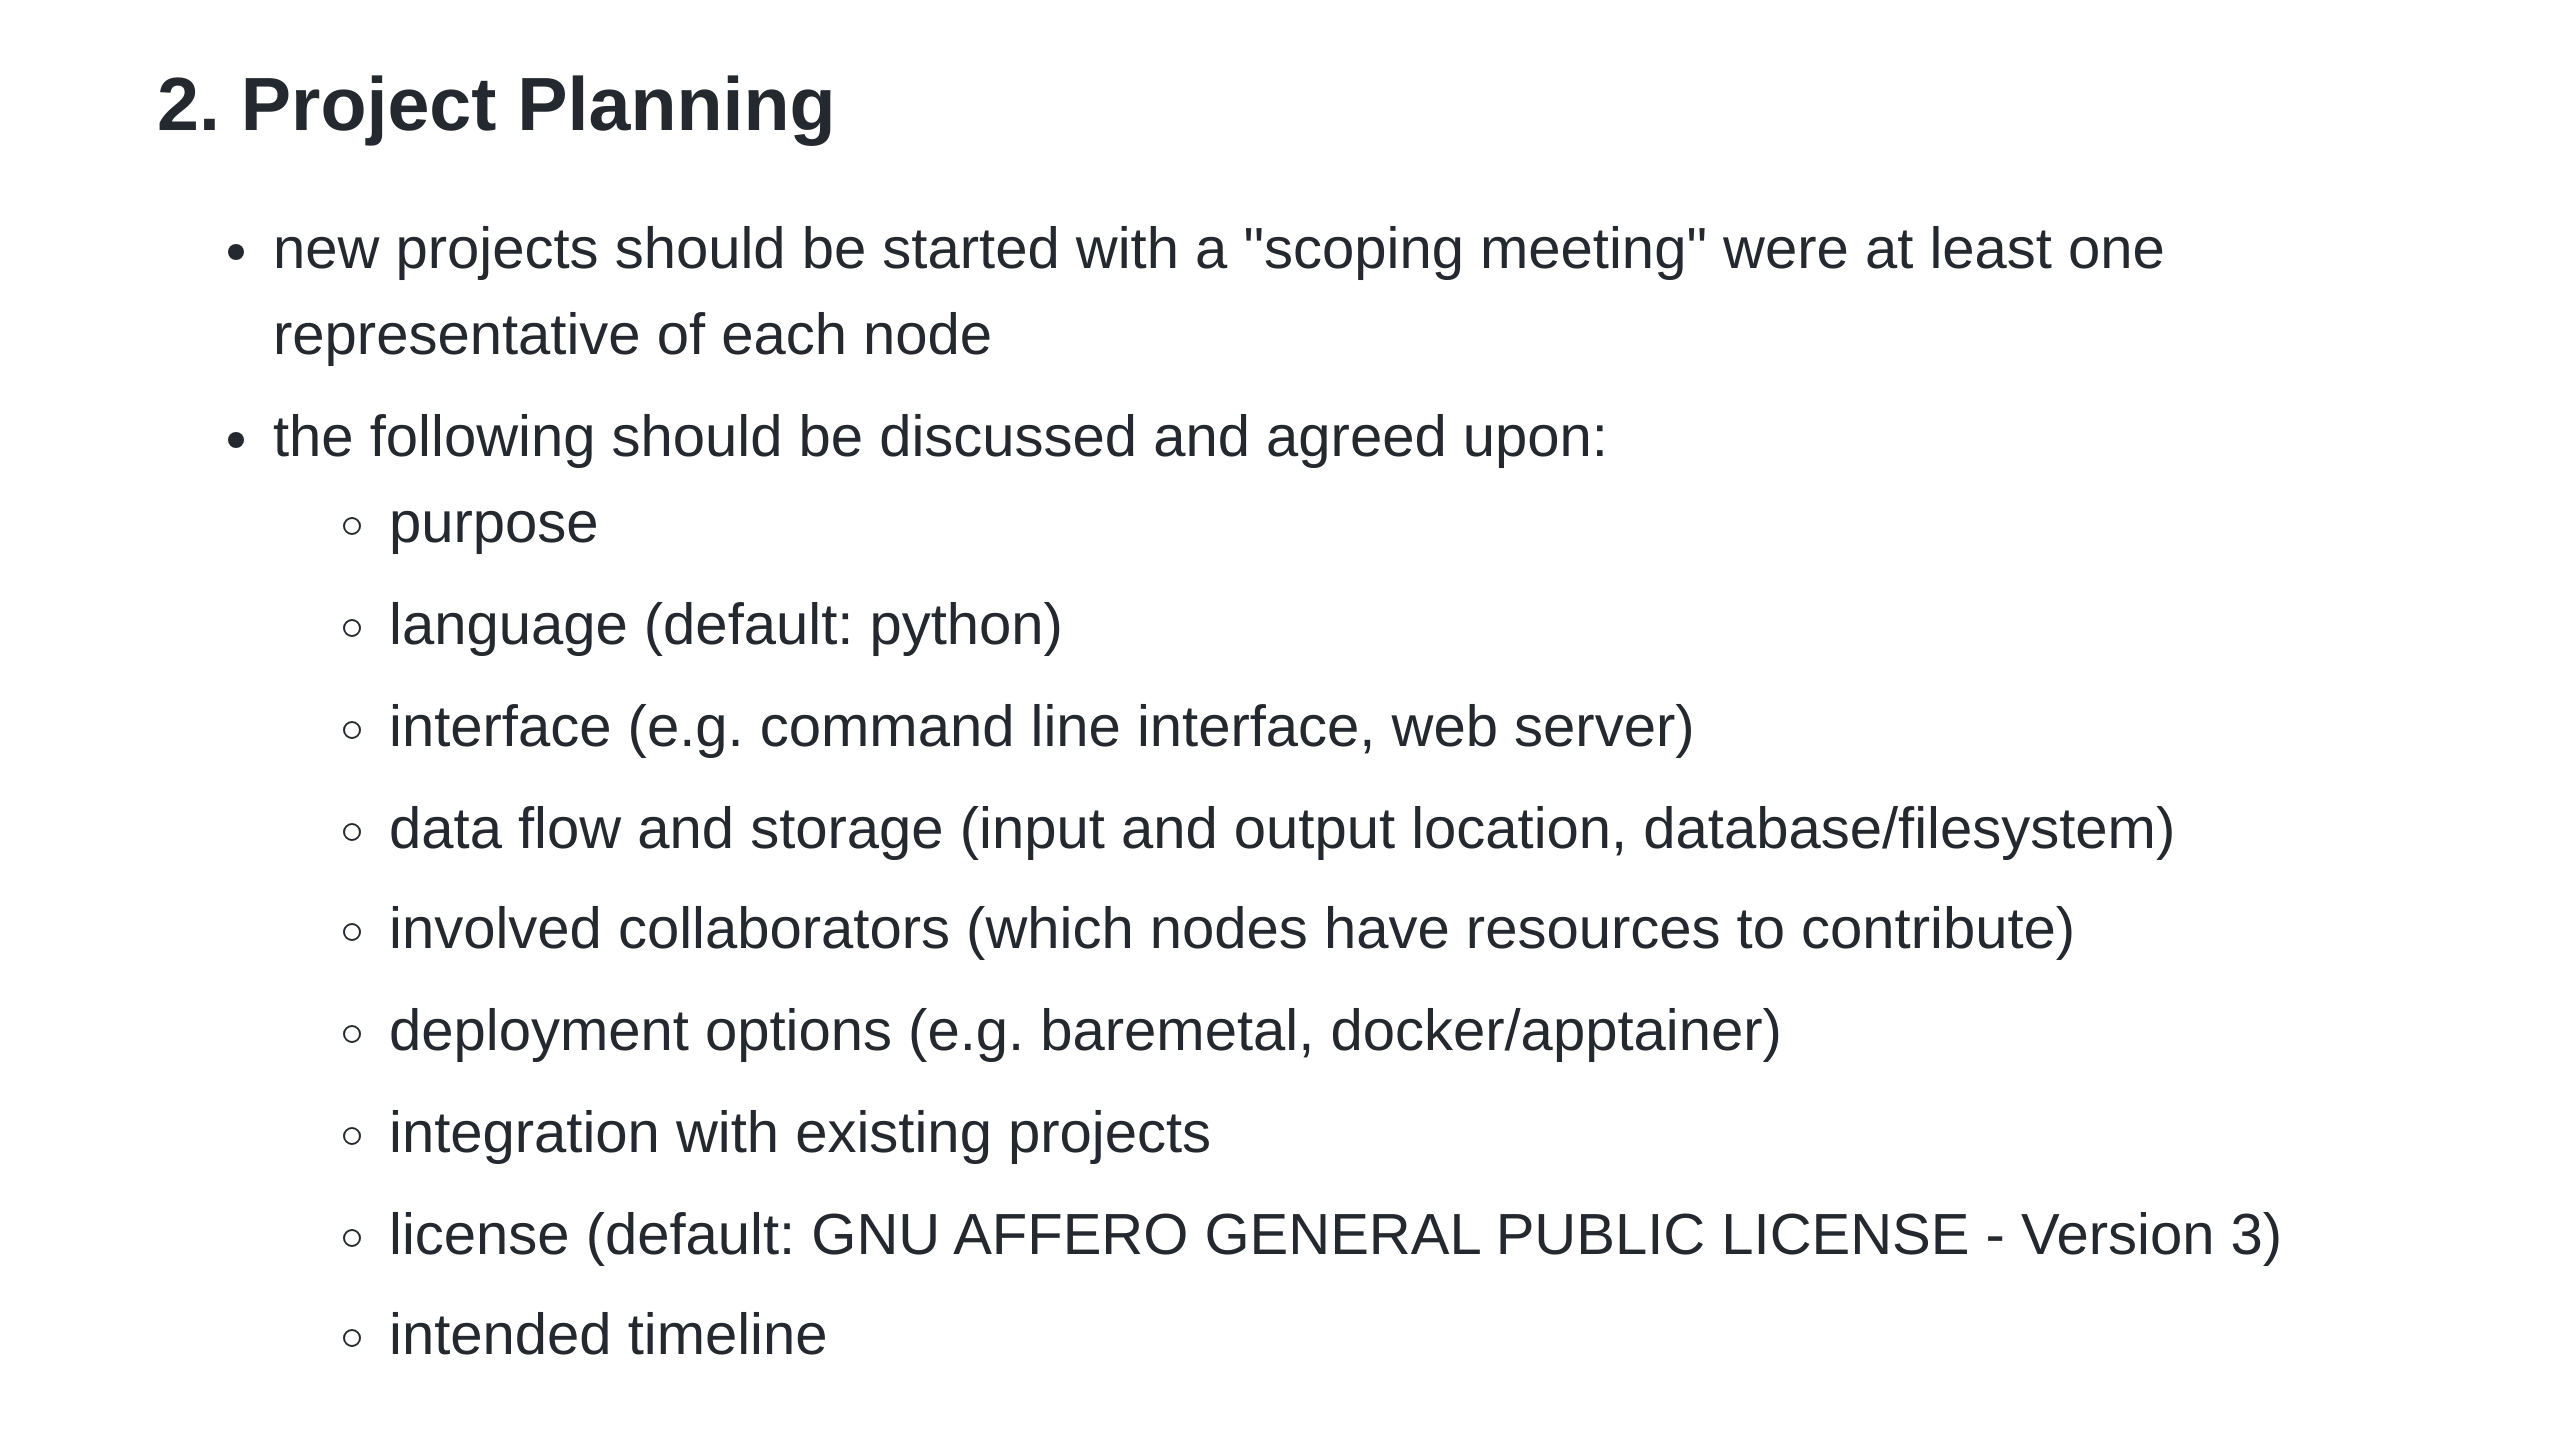 2. Project Planning
new projects should be started with a "scoping meeting" were at least one
representative of each node
the following should be discussed and agreed upon:
purpose
language (default: python)
interface (e.g. command line interface, web server)
data flow and storage (input and output location, database/filesystem)
involved collaborators (which nodes have resources to contribute)
deployment options (e.g. baremetal, docker/apptainer)
integration with existing projects
license (default: GNU AFFERO GENERAL PUBLIC LICENSE - Version 3)
intended timeline